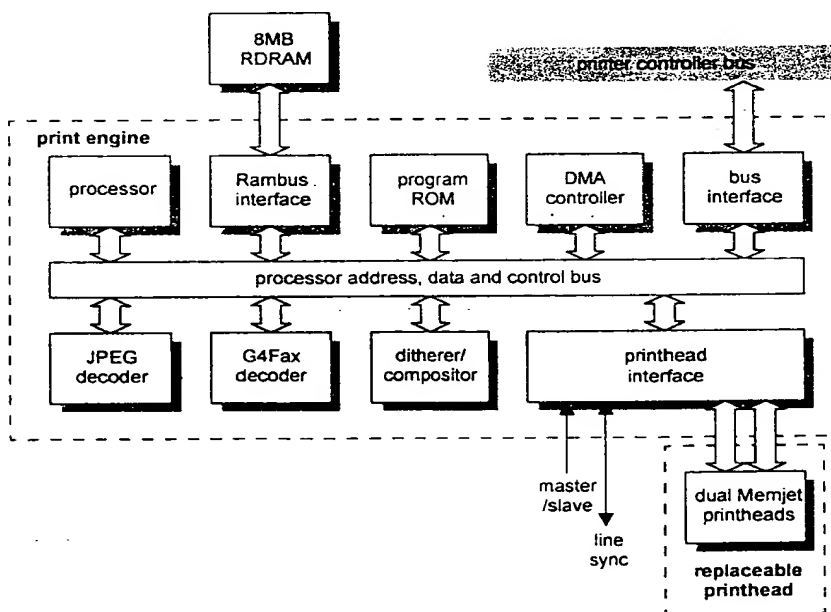 8MB
RDRAM
printer controller bus
print engine
processor
Rambus
interface
program
ROM
DMA
controller
bus
interface
processor address, data and control bus
JPEG
decoder
G4Fax
decoder
ditherer/
compositor
printhead
interface
master
/slave
line
sync
dual Memjet
printheads
replaceable
printhead